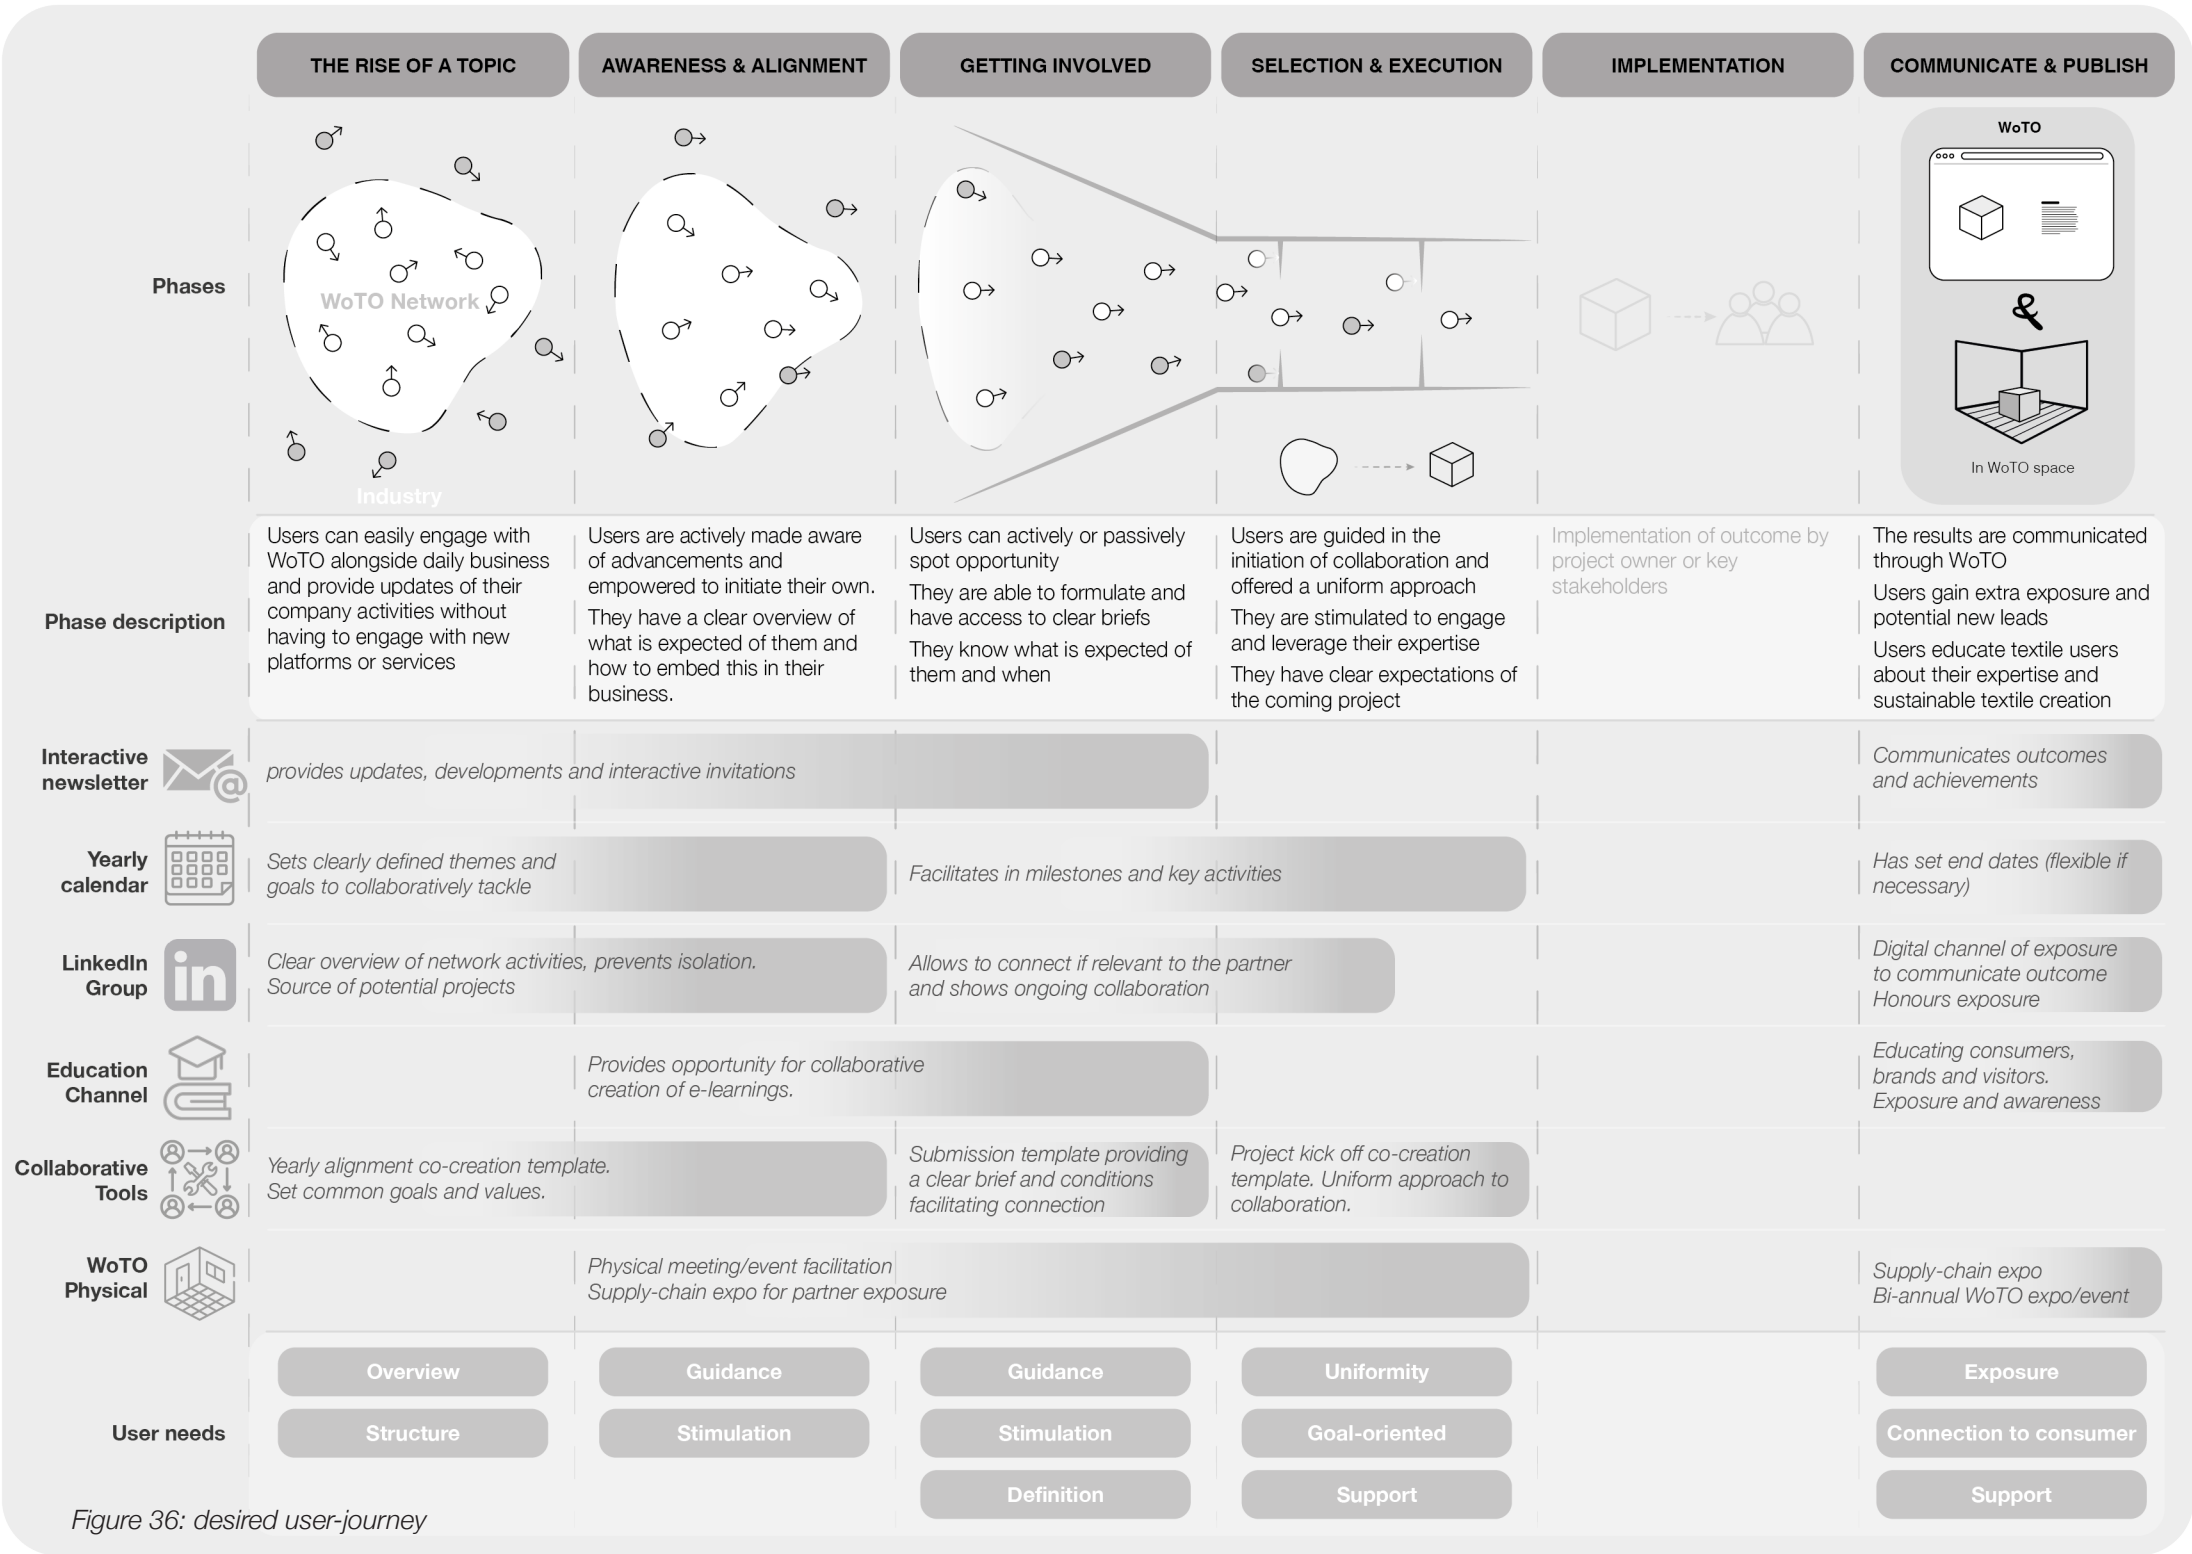 THE RISE OF A TOPIC
AWARENESS & ALIGNMENT
GETTING INVOLVED
SELECTION & EXECUTION
IMPLEMENTATION
COMMUNICATE & PUBLISH
Phases
WoTO Network
Industry
WoTO
&
In WoTO space
Phase description
Users can easily engage with
WoTO alongside daily business
and provide updates of their
company activities without
having to engage with new
platforms or services
Users are actively made aware
of advancements and
empowered to initiate their own.
They have a clear overview of
what is expected of them and
how to embed this in their
business.
Users can actively or passively
spot opportunity
They are able to formulate and
have access to clear briefs
They know what is expected of
them and when
Users are guided in the
initiation of collaboration and
offered a uniform approach
They are stimulated to engage
and leverage their expertise
They have clear expectations of
the coming project
Implementation of outcome by
project owner or key
stakeholders
The results are communicated
through WoTO
Users gain extra exposure and
potential new leads
Users educate textile users
about their expertise and
sustainable textile creation
Interactive
newsletter
@
provides updates, developments and interactive invitations
Communicates outcomes
and achievements
Yearly
calendar
Sets clearly defined themes and
goals to collaboratively tackle
Facilitates in milestones and key activities
Has set end dates (flexible if
necessary)
LinkedIn
Group
in
Clear overview of network activities, prevents isolation.
Source of potential projects
Allows to connect if relevant to the partner
and shows ongoing collaboration
Digital channel of exposure
to communicate outcome
Honours exposure
Education
Channel
Provides opportunity for collaborative
creation of e-learnings.
Educating consumers,
brands and visitors.
Exposure and awareness
Collaborative
Tools
Yearly alignment co-creation template.
Set common goals and values.
Submission template providing
a clear brief and conditions
facilitating connection
Project kick off co-creation
template. Uniform approach to
collaboration.
WoTO
Physical
Physical meeting/event facilitation
Supply-chain expo for partner exposure
Supply-chain expo
Bi-annual WoTO expo/event
User needs
Overview
Structure
Guidance
Stimulation
Guidance
Stimulation
Definition
Uniformity
Goal-oriented
Support
Exposure
Connection to consumer
Support
Figure 36: desired user-journey